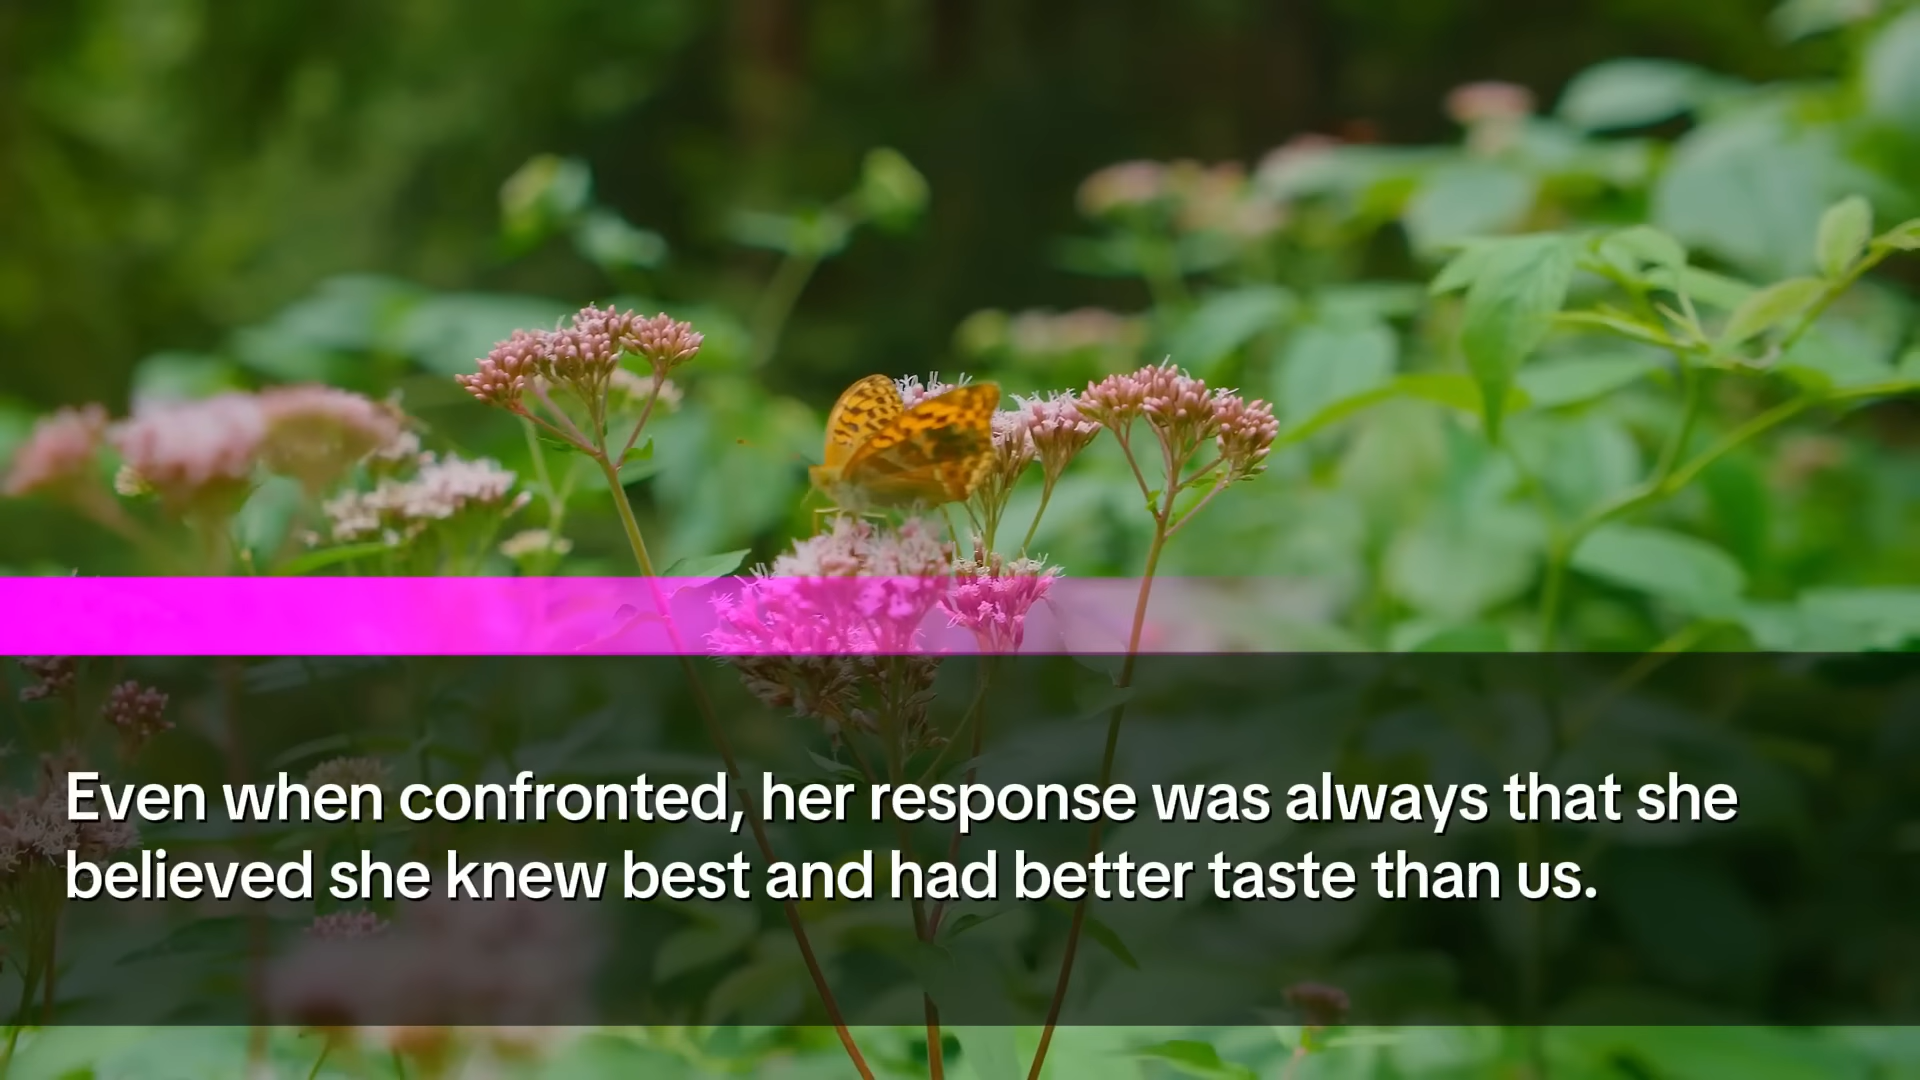 Even when confronted, her response was always that she
believed she knew best and had better taste than us.